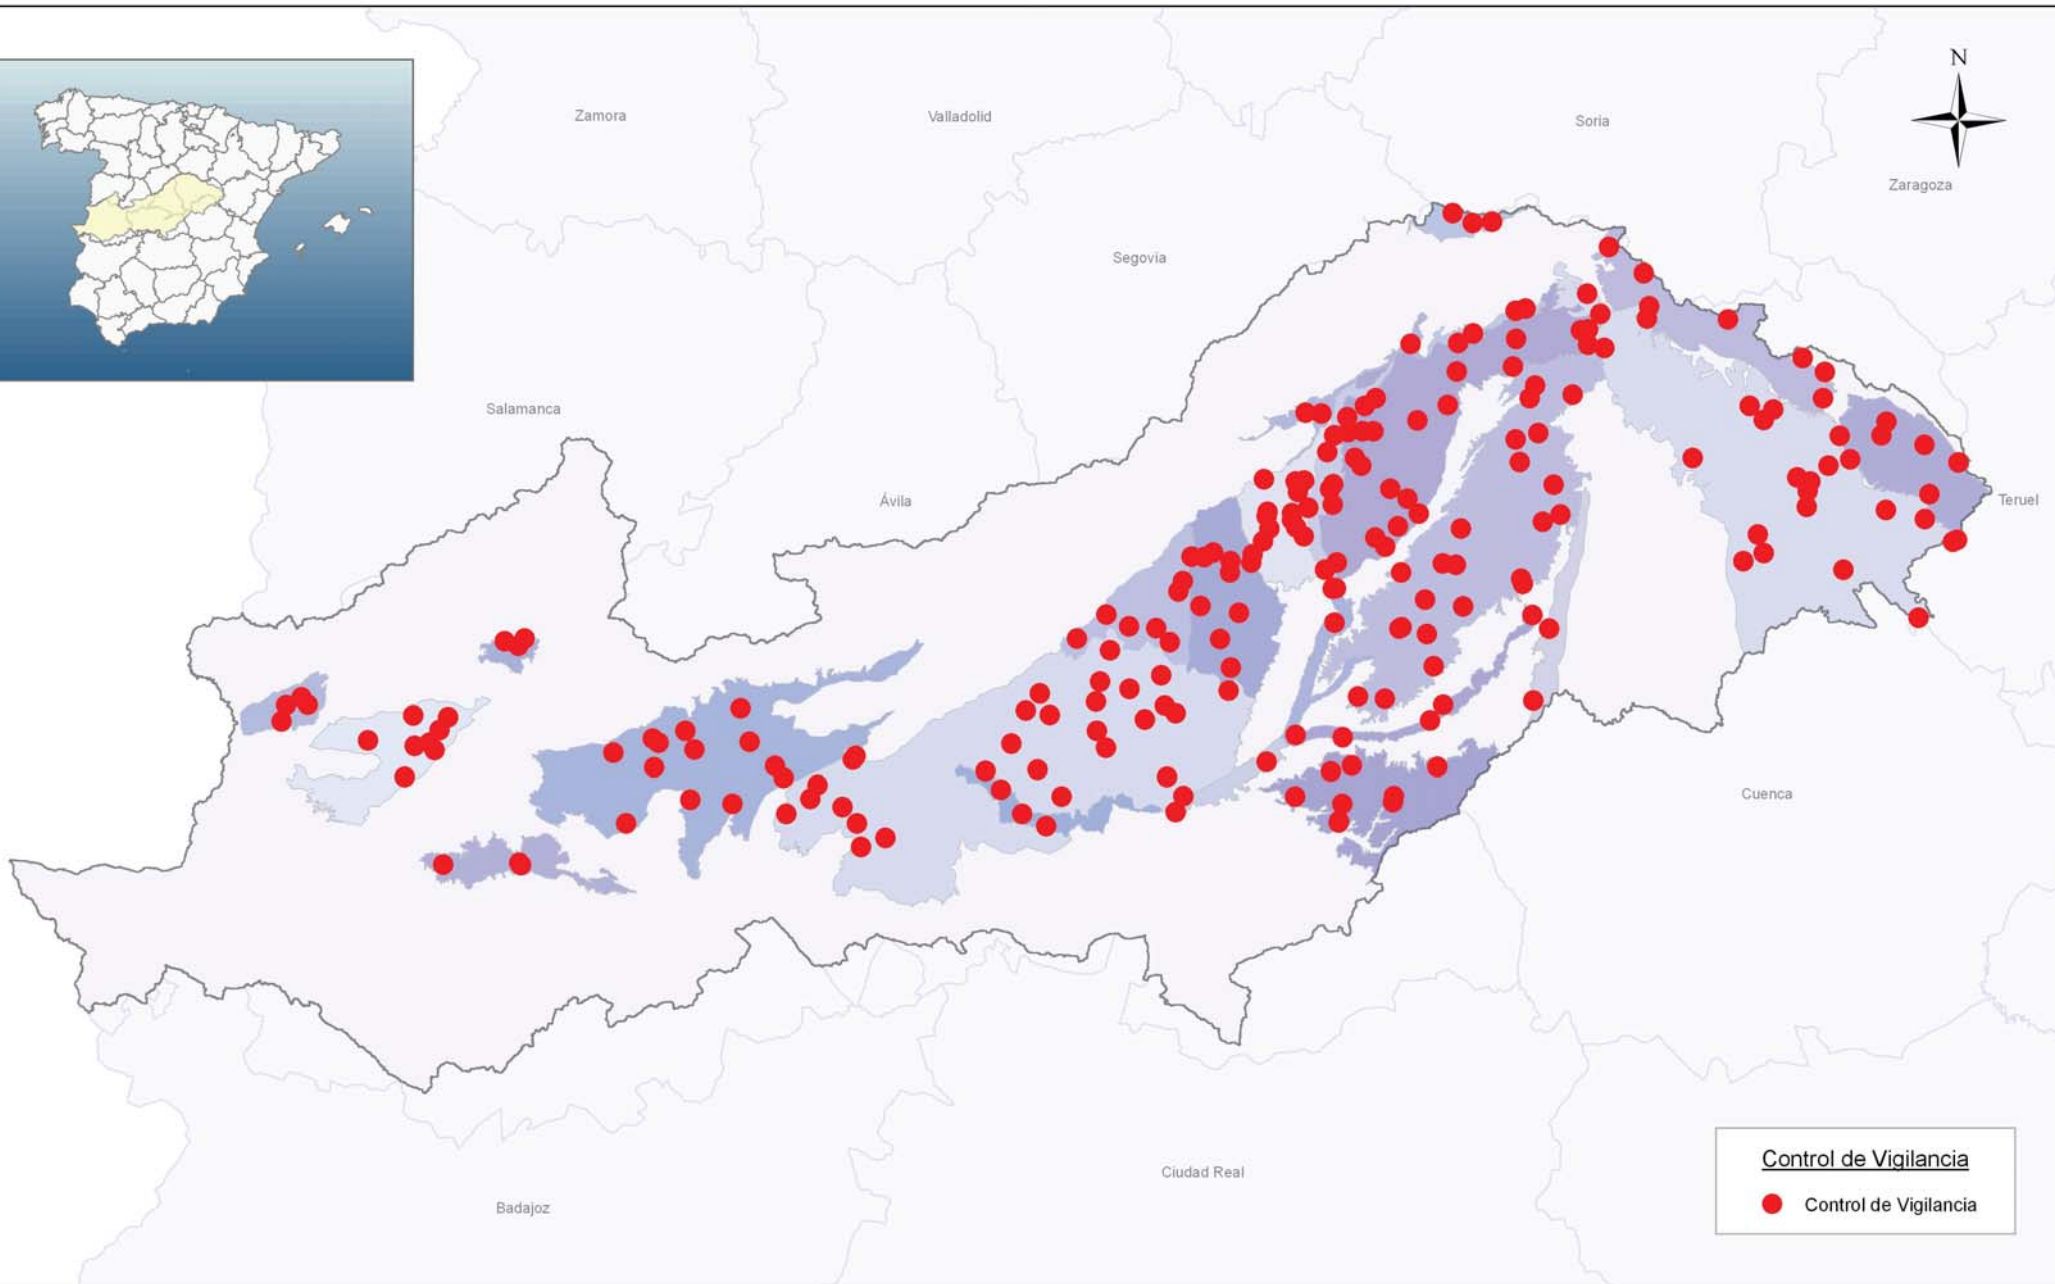 N
Zamora
Valladolid
Soria
Zaragoza
Segovia
Salamanca
Ávila
Teruel
Cuenca
Control de Vigilancia
Control de Vigilancia
Ciudad Real
Badajoz